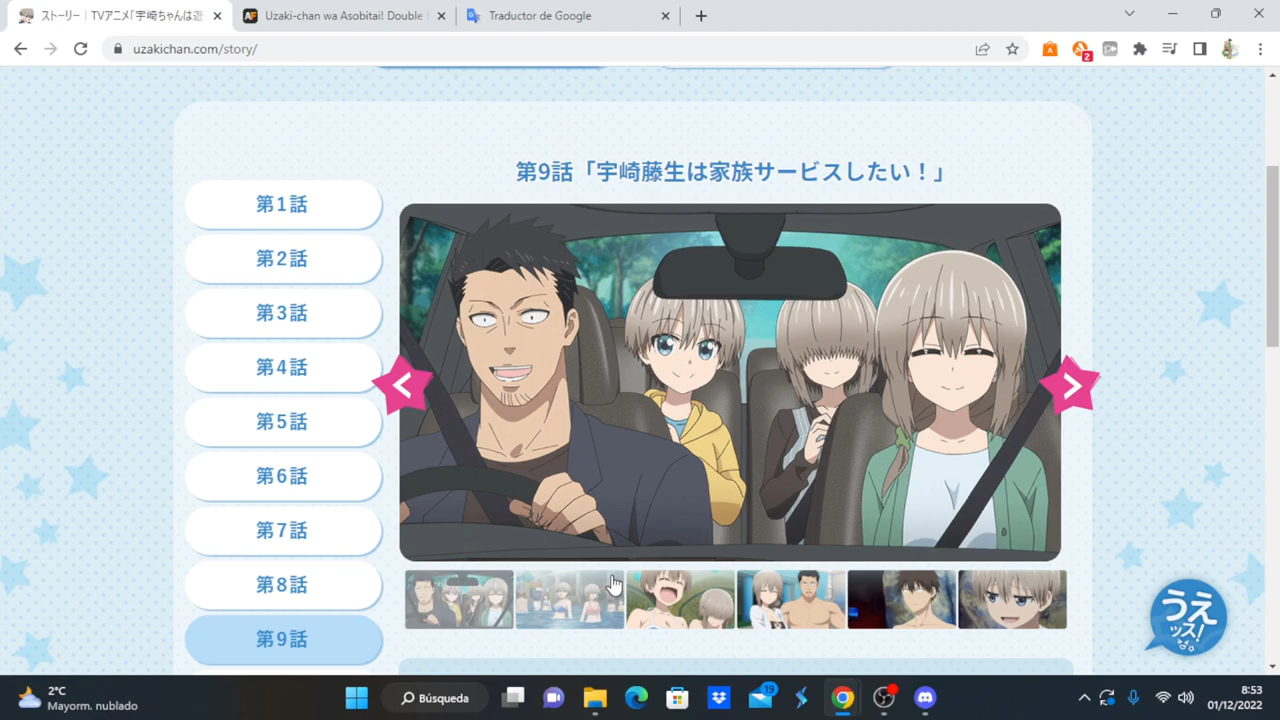 ストーリー｜TVアニメ「宇崎ちゃんは遊
Uzaki-chan wa Asobitai! Double
Traductor de Google
uzakichan.com/story/
2
第9話「宇崎藤生は家族サービスしたい！」
第1話
第2話
第3話
第4話
第5話
第6話
第7話
第8話
第9話
うえ
ッス!
2°C
Mayorm. nublado
Búsqueda
19
8:53
01/12/2022